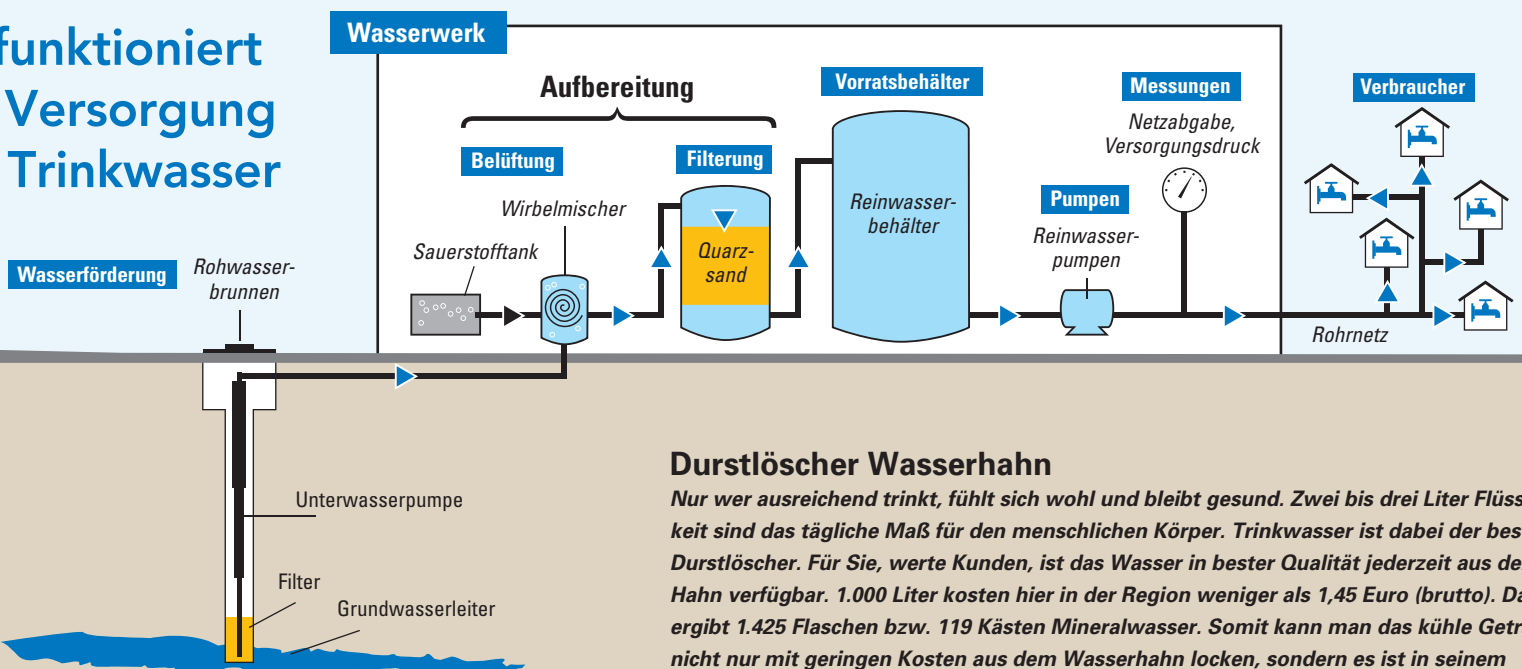 funktioniert
Versorgung
Trinkwasser
Wasserwerk
Aufbereitung
Belüftung
Filterung
Vorratsbehälter
Messungen
Netzabgabe,
Versorgungsdruck
Verbraucher
Wirbelmischer
Sauerstofftank
Quarz-
sand
Reinwasser-
behälter
Pumpen
Reinwasser-
pumpen
Rohrnetz
Wasserförderung
Rohwasser-
brunnen
Unterwasserpumpe
Filter
Grundwasserleiter
Durstlöscher Wasserhahn
Nur wer ausreichend trinkt, fühlt sich wohl und bleibt gesund. Zwei bis drei Liter
keit sind das tägliche Maß für den menschlichen Körper. Trinkwasser ist dabei der
Durstlöscher. Für Sie, werte Kunden, ist das Wasser in bester Qualität jederzeit aus
Hahn verfügbar. 1.000 Liter kosten hier in der Region weniger als 1,45 Euro (brutto).
ergibt 1.425 Flaschen bzw. 119 Kästen Mineralwasser. Somit kann man das kühle
nicht nur mit geringen Kosten aus dem Wasserhahn locken, sondern es ist in seinem